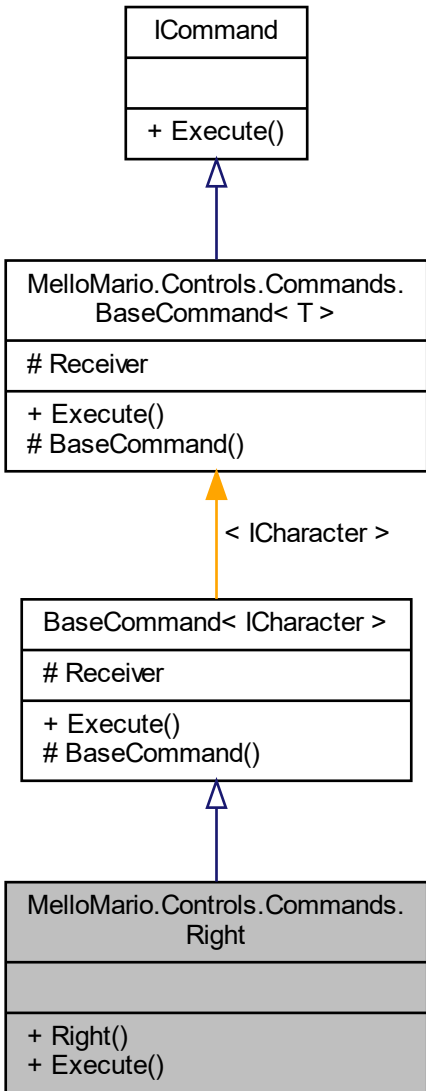 ICommand
+ Execute()
MelloMario.Controls.Commands.
BaseCommand< T >
# Receiver
+ Execute()
# BaseCommand()
< ICharacter >
BaseCommand< ICharacter >
# Receiver
+ Execute()
# BaseCommand()
MelloMario.Controls.Commands.
Right
+ Right()
+ Execute()